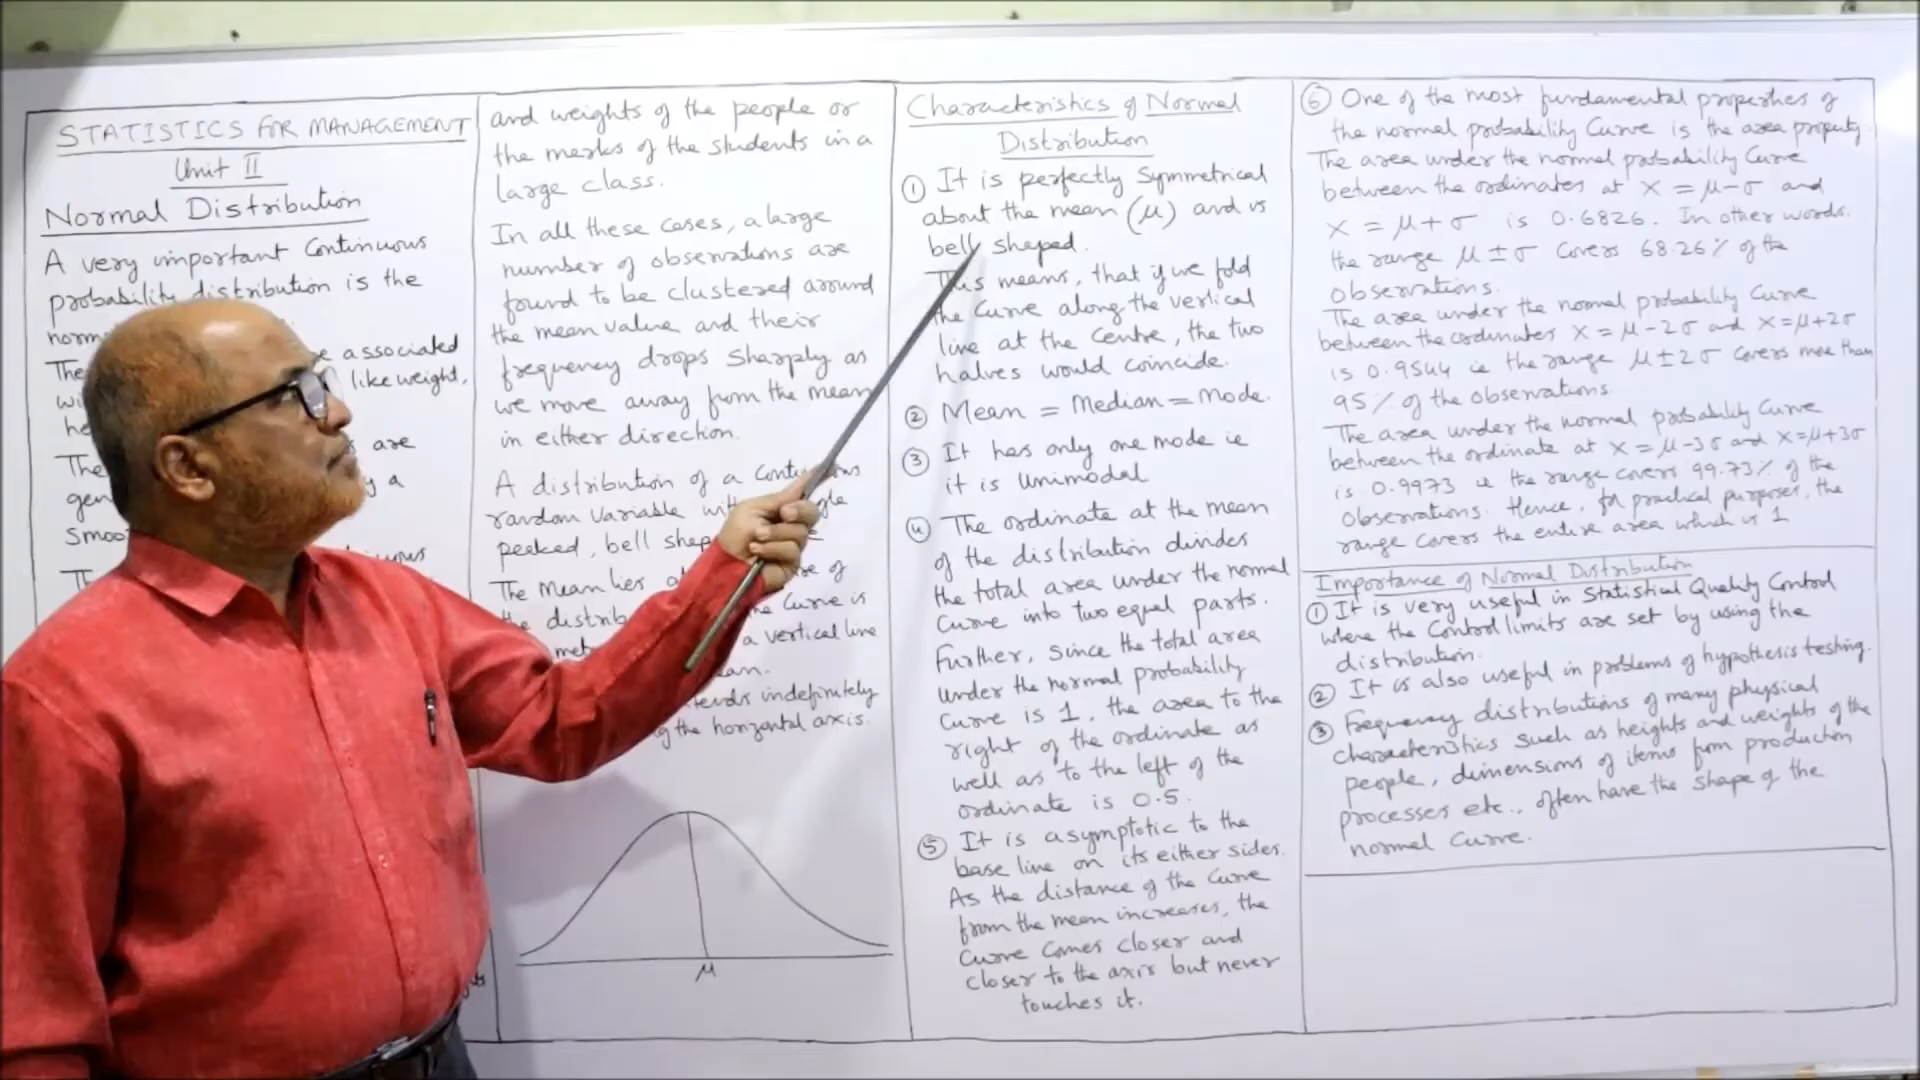 STATISTICS FOR MANAGEMENT
Unit II
Normal Distribution
A very important Continuous
probability distribution is the
norm
The e associated
wi like weight,
he
The are
gen y a
Smoo
Th
and weights of the people or
the marks of the students in a
large class.
In all these cases, a large
number of observations are
found to be clustered around
the mean value and their
frequency drops sharply as
we move away from the mean
in either direction.
A distribution of a continuous
random variable with
peaked, bell shap
The Mean lies a re of
the distrib he Curve is
met a vertical line
ean.
tends indefinitely
g the horizontal axis.
μ
Characteristics of Normal
Distribution
① It is perfectly Symmetrical
about the mean (μ) and is
bell shaped.
This means, that if we fold
the Curve along the vertical
line at the Centre, the two
halves would coincide.
② Mean = Median = Mode.
③ It has only one mode ie
it is Unimodal
④ The ordinate at the mean
of the distribution divides
the total area under the normal
Curve into two equal parts.
Further, since the total area
under the normal probability
Curve is 1, the area to the
right of the ordinate as
well as to the left of the
ordinate is 0.5.
⑤ It is asymptotic to the
base line on its either sides.
As the distance of the Curve
from the mean increases, the
Curve comes closer and
closer to the axis but never
touches it.
⑥ One of the most fundamental properties of
the normal probability Curve is the area property.
The area under the normal probability Curve
between the ordinates at X = μ-σ and
X = μ+σ is 0.6826. In other words.
the range μ±σ Covers 68.26% of the
observations.
The area under the normal probability Curve
between the ordinates X = μ-2σ and X=μ+2σ
is 0.9544 ie the range μ±2σ Covers more than
95% of the observations.
The area under the normal probability Curve
between the ordinate at X = μ-3σ and X=μ+3σ
is 0.9973 ie the range covers 99.73% of the
Observations. Hence, for practical purposes, the
range covers the entire area which is 1
Importance of Normal Distribution
① It is very useful in Statistical Quality Control
where the Control limits are set by using the
distribution.
② It is also useful in problems of hypothesis testing.
③ Frequency distributions of many physical
characteristics such as heights and weights of the
people, dimensions of items from production
processes etc., often have the shape of the
normal Curve.